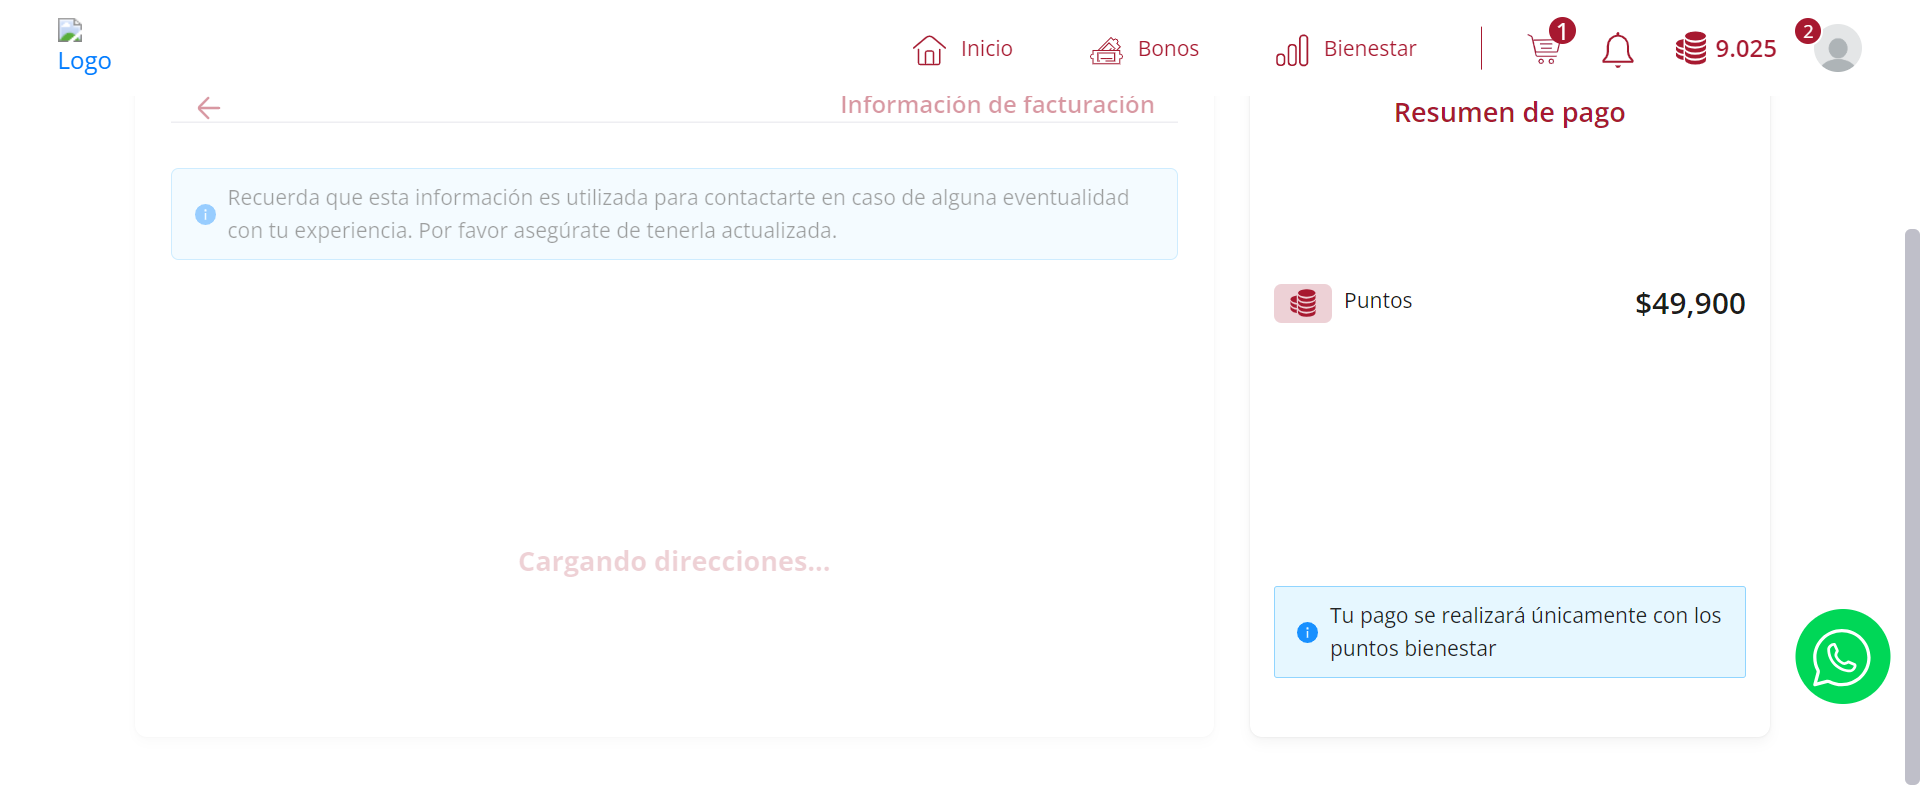 Logo
Inicio
Bonos
Bienestar
1
9.025
2
Información de facturación
Recuerda que esta información es utilizada para contactarte en caso de alguna eventualidad
con tu experiencia. Por favor asegúrate de tenerla actualizada.
Cargando direcciones...
Resumen de pago
Puntos
$49,900
Tu pago se realizará únicamente con los
puntos bienestar